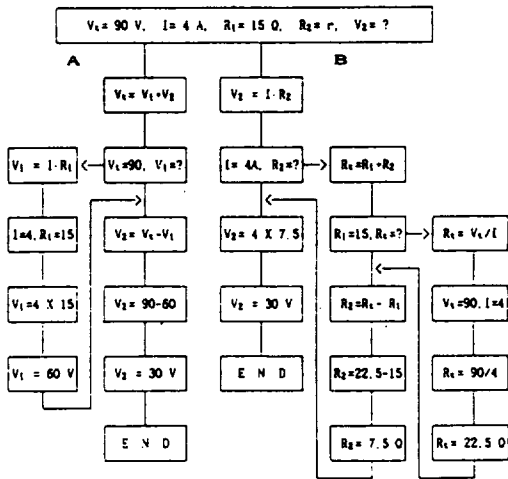 Vₜ= 90 V, I= 4 A, R₁= 15 Ω, R₂= r, V₂= ?
A
B
Vₜ= V₁+V₂
V₂ = I·R₂
V₁ = I·R₁
Vₜ=90, V₁=?
I= 4A, R₂=?
Rₜ=R₁+R₂
I=4, R₁=15
V₂= Vₜ-V₁
V₂= 4 X 7.5
R₁=15, Rₜ=?
Rₜ= Vₜ/I
V₁=4 X 15
V₂= 90-60
V₂ = 30 V
R₂=Rₜ- R₁
Vₜ=90, I=4
V₁ = 60 V
V₂ = 30 V
E N D
R₂=22.5-15
Rₜ= 90/4
E N D
R₂= 7.5 Ω
Rₜ= 22.5 Ω